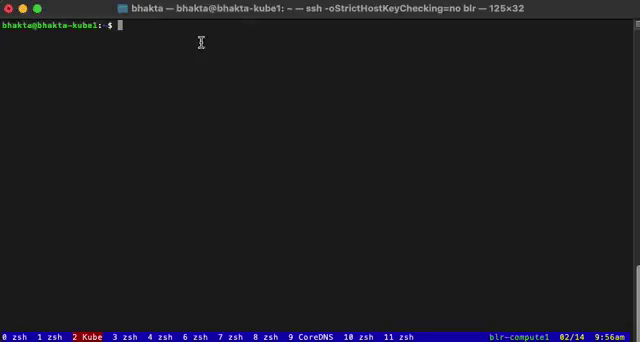 bhakta — bhakta@bhakta-kube1: ~ — ssh -oStrictHostKeyChecking=no blr — 125×32
bhakta@bhakta-kube1:~$
0 zsh 1 zsh 2 Kube 3 zsh 4 zsh 6 zsh 7 zsh 8 zsh 9 CoreDNS 10 zsh 11 zsh blr-compute1 02/14 9:56am